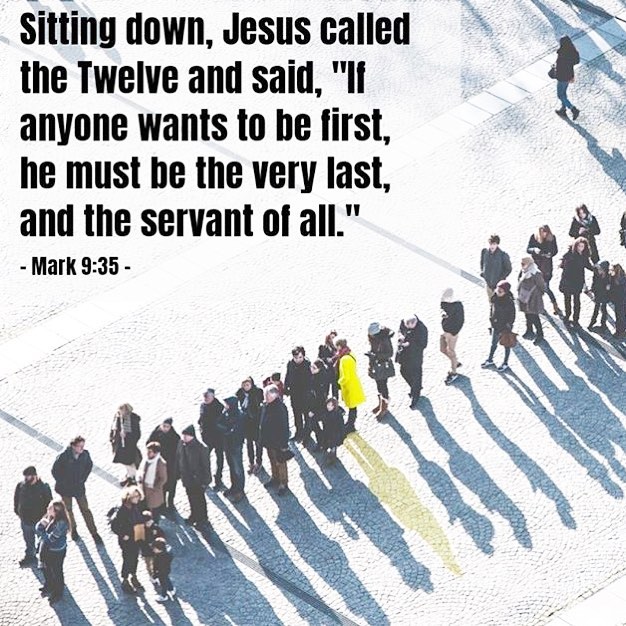 Sitting down, Jesus called
the Twelve and said, "If
anyone wants to be first,
he must be the very last,
and the servant of all."
- Mark 9:35 -